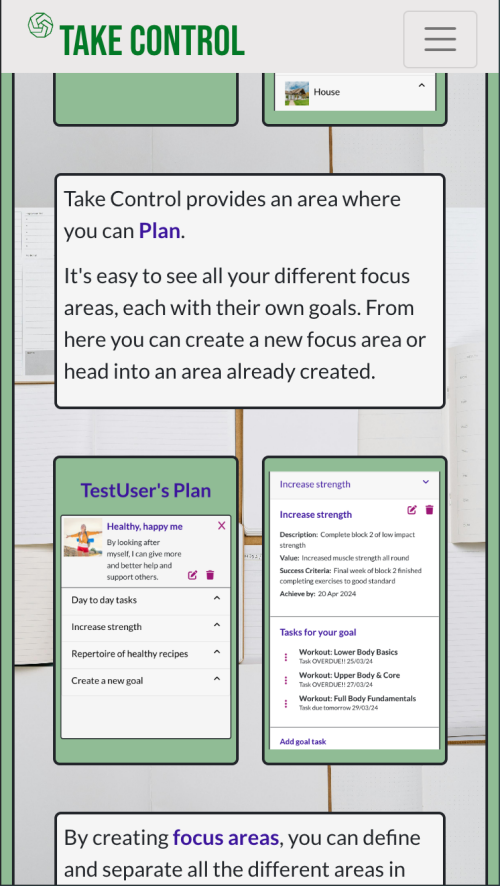 TAKE CONTROL
House
Take Control provides an area where
you can Plan.
It's easy to see all your different focus
areas, each with their own goals. From
here you can create a new focus area or
head into an area already created.
TestUser's Plan
Healthy, happy me
By looking after
myself, I can give more
and better help and
support others.
Day to day tasks
Increase strength
Repertoire of healthy recipes
Create a new goal
Increase strength
Increase strength
Description: Complete block 2 of low impact
strength
Value: Increased muscle strength all round
Success Criteria: Final week of block 2 finished
completing exercises to good standard
Achieve by: 20 Apr 2024
Tasks for your goal
Workout: Lower Body Basics
Task OVERDUE!! 25/03/24
Workout: Upper Body & Core
Task OVERDUE!! 27/03/24
Workout: Full Body Fundamentals
Task due tomorrow 29/03/24
Add goal task
By creating focus areas, you can define
and separate all the different areas in